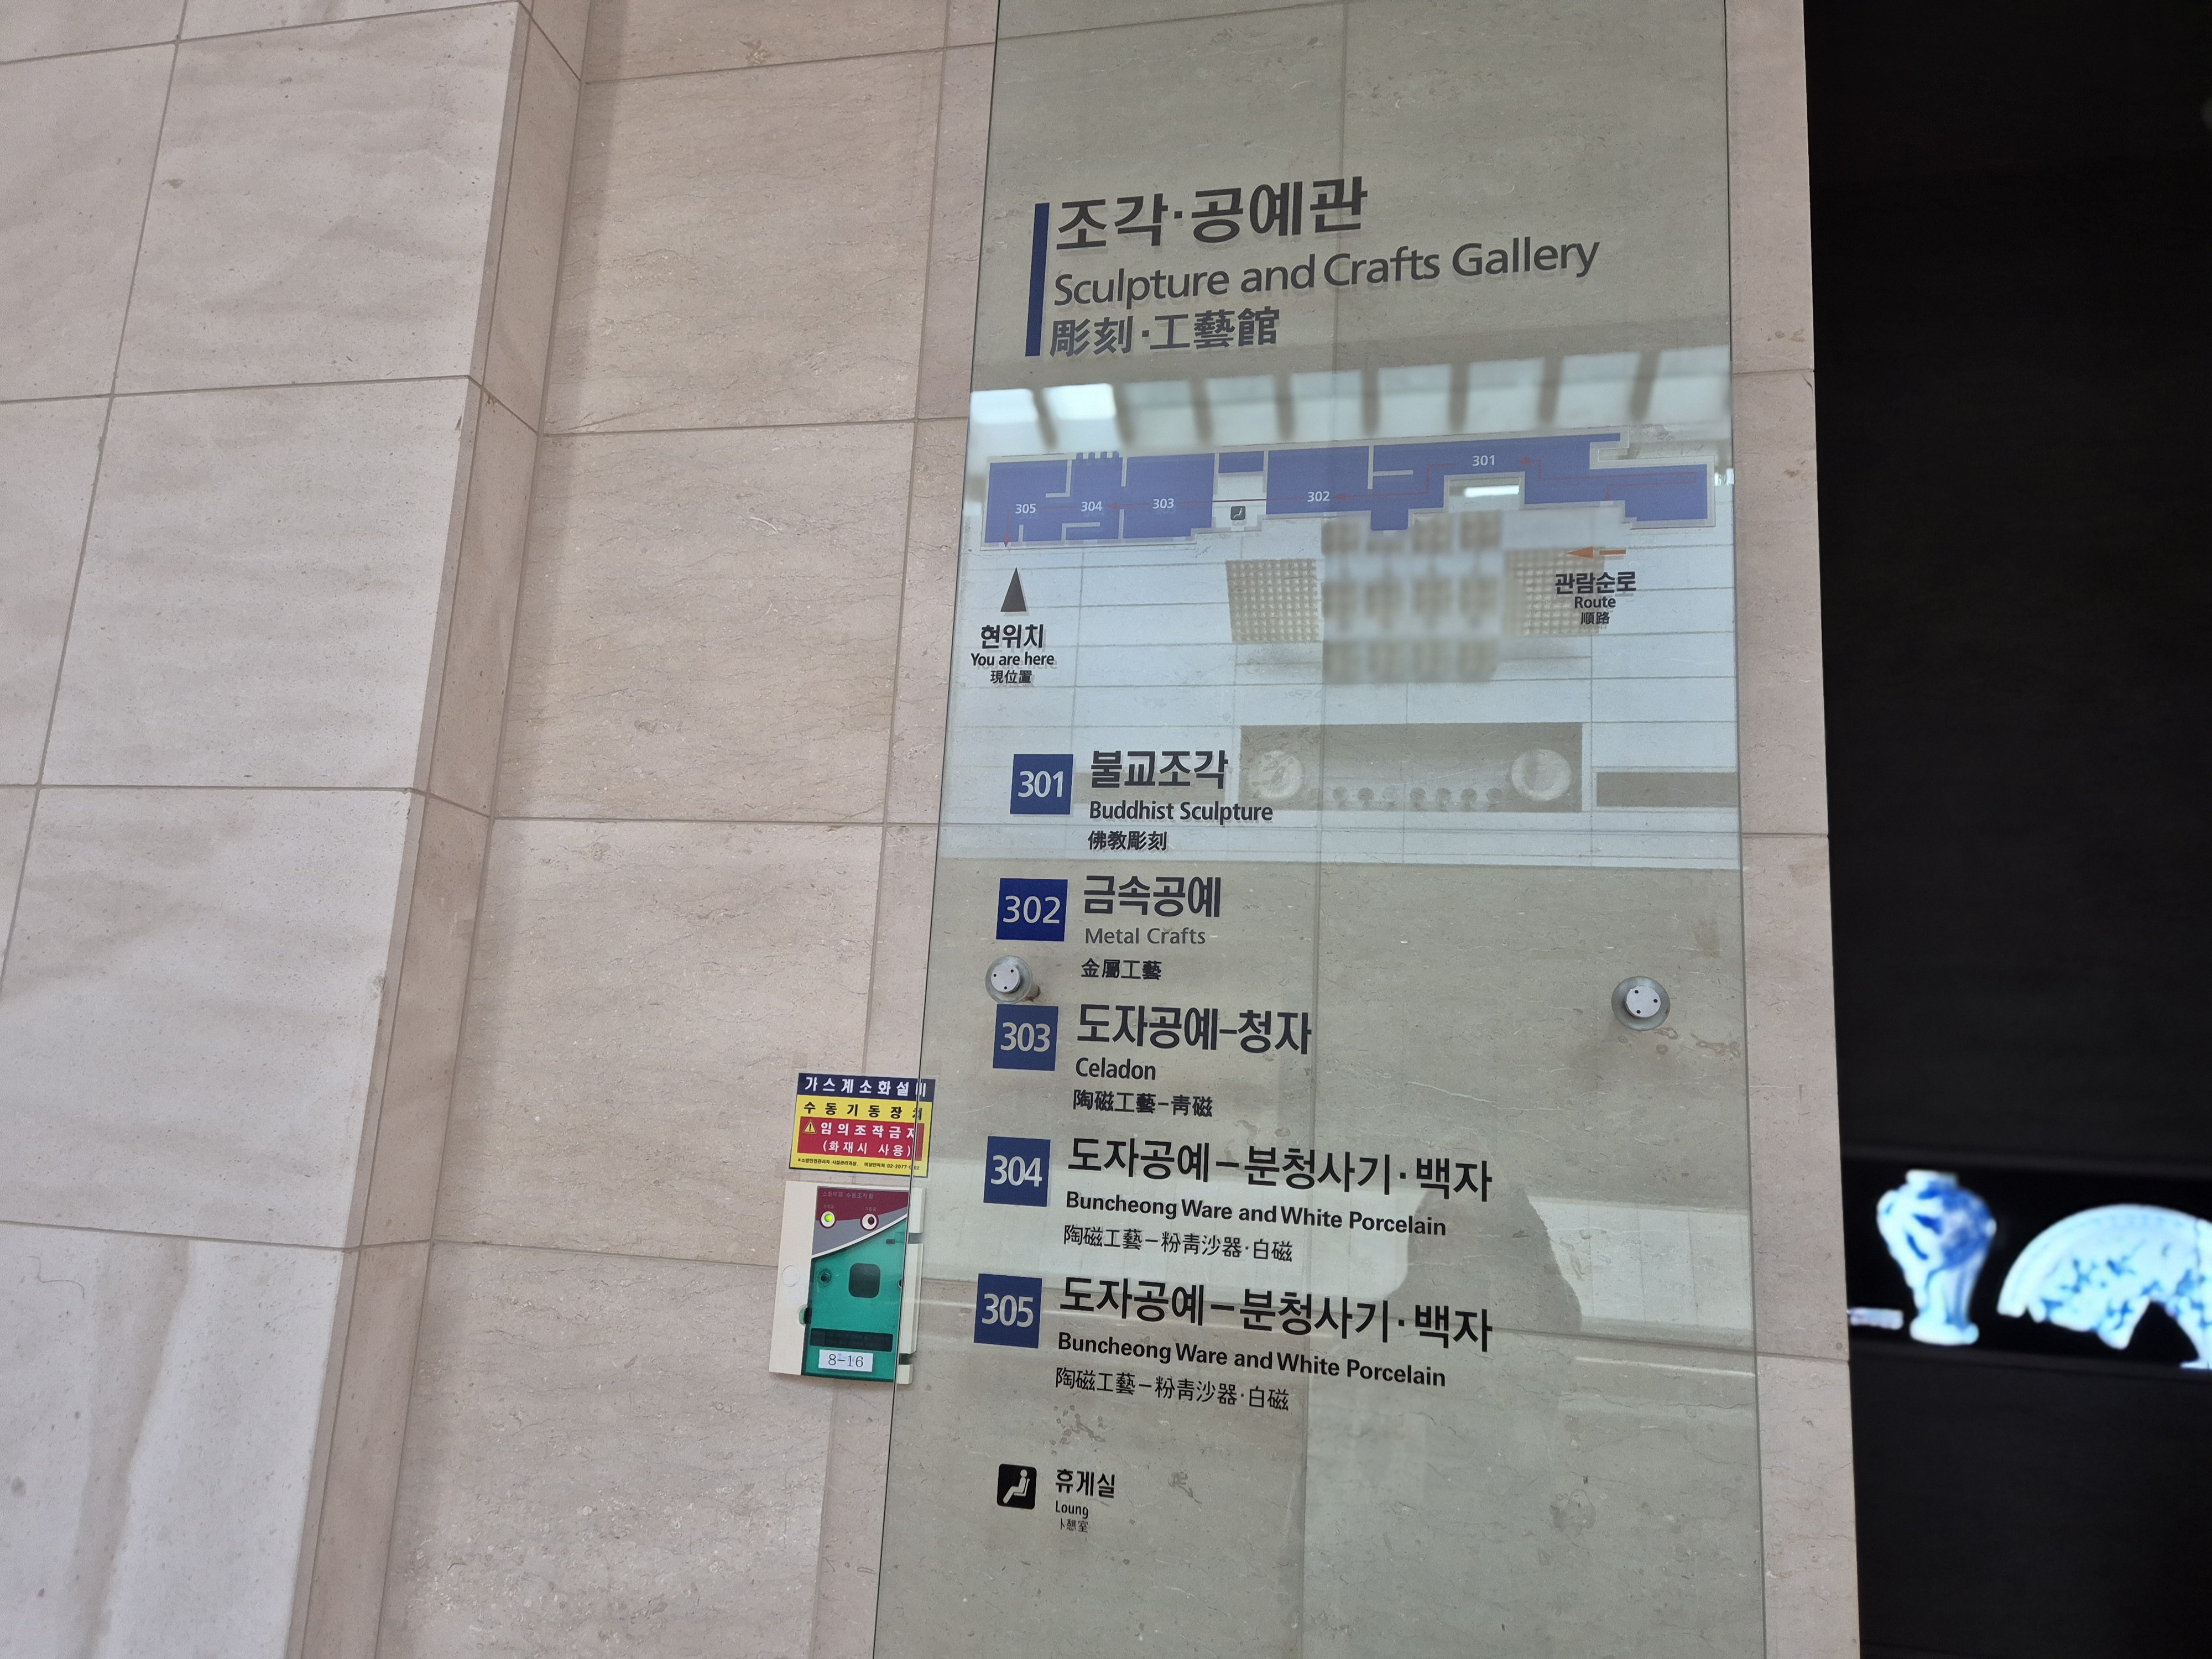 조각·공예관
Sculpture and Crafts Gallery
彫刻·工藝館
301
302
303
304
305
관람순로
Route
順路
현위치
You are here
現位置
301 불교조각
Buddhist Sculpture
佛敎彫刻
302 금속공예
Metal Crafts
金屬工藝
303 도자공예-청자
Celadon
陶磁工藝-靑磁
304 도자공예-분청사기·백자
Buncheong Ware and White Porcelain
陶磁工藝-粉靑沙器·白磁
305 도자공예-분청사기·백자
Buncheong Ware and White Porcelain
陶磁工藝-粉靑沙器·白磁
휴게실
Loung
憩室
가스계소화설비
수동기동장치
임의조작금지
(화재시 사용)
8-16